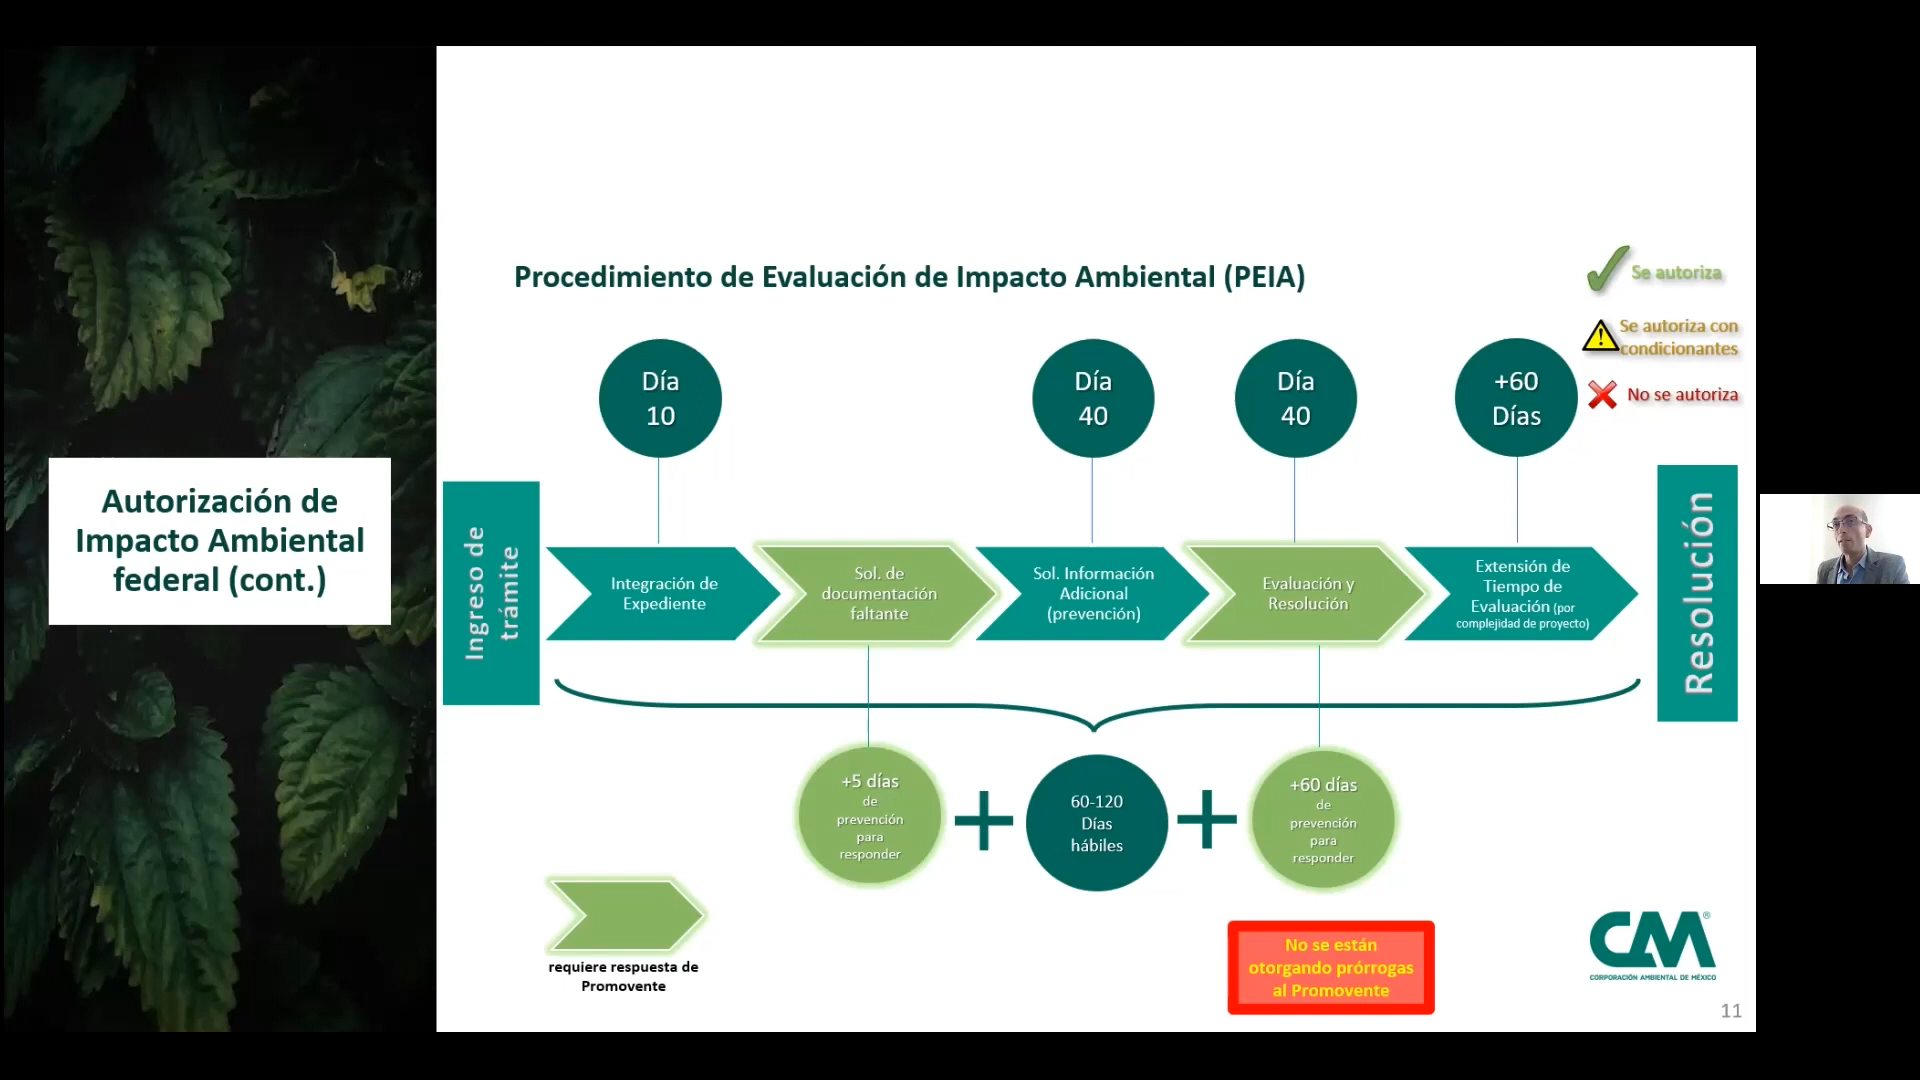 Autorización de
Impacto Ambiental
federal (cont.)
Procedimiento de Evaluación de Impacto Ambiental (PEIA)
Se autoriza
Se autoriza con
condicionantes
No se autoriza
Día
10
Día
40
Día
40
+60
Días
Ingreso de
trámite
Integración de
Expediente
Sol. de
documentación
faltante
Sol. Información
Adicional
(prevención)
Evaluación y
Resolución
Extensión de
Tiempo de
Evaluación (por
complejidad de proyecto)
Resolución
+5 días
de
prevención
para
responder
+
60-120
Días
hábiles
+
+60 días
de
prevención
para
responder
requiere respuesta de
Promovente
No se están
otorgando prórrogas
al Promovente
CM®
CORPORACIÓN AMBIENTAL DE MÉXICO
11